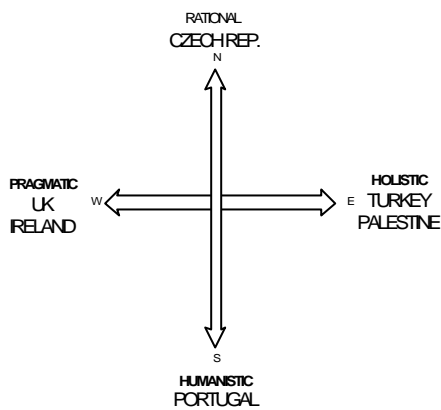 RATIONAL
CZECH REP.
N
PRAGMATIC
UK
IRELAND
W
E
HOLISTIC
TURKEY
PALESTINE
S
HUMANISTIC
PORTUGAL